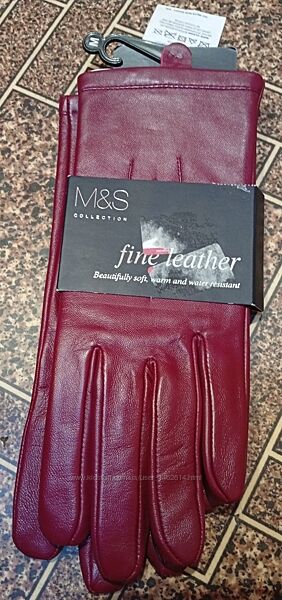 M&S
COLLECTION
fine leather
Beautifully soft, warm and water resistant